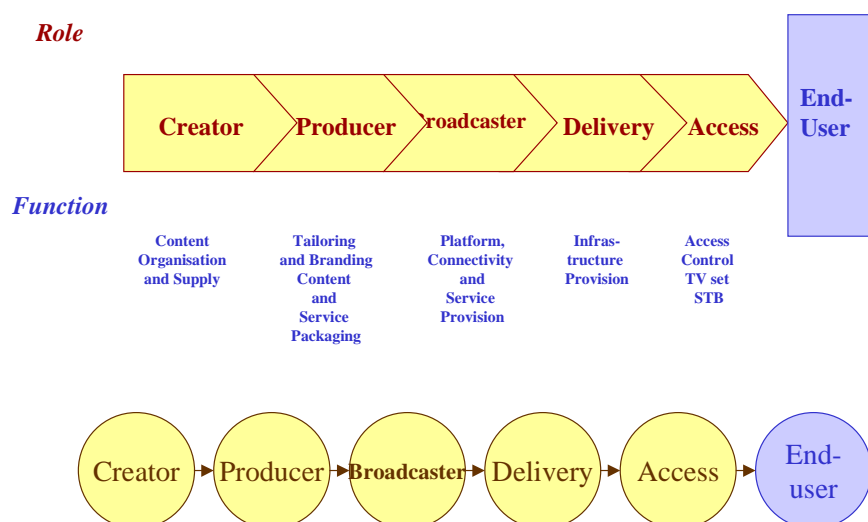 Role
Creator
Producer
roadcaster
Delivery
Access
End-
User
Function
Content
Organisation
and Supply
Tailoring
and Branding
Content
and
Service
Packaging
Platform,
Connectivity
and
Service
Provision
Infras-
tructure
Provision
Access
Control
TV set
STB
Creator
Producer
Broadcaster
Delivery
Access
End-
user